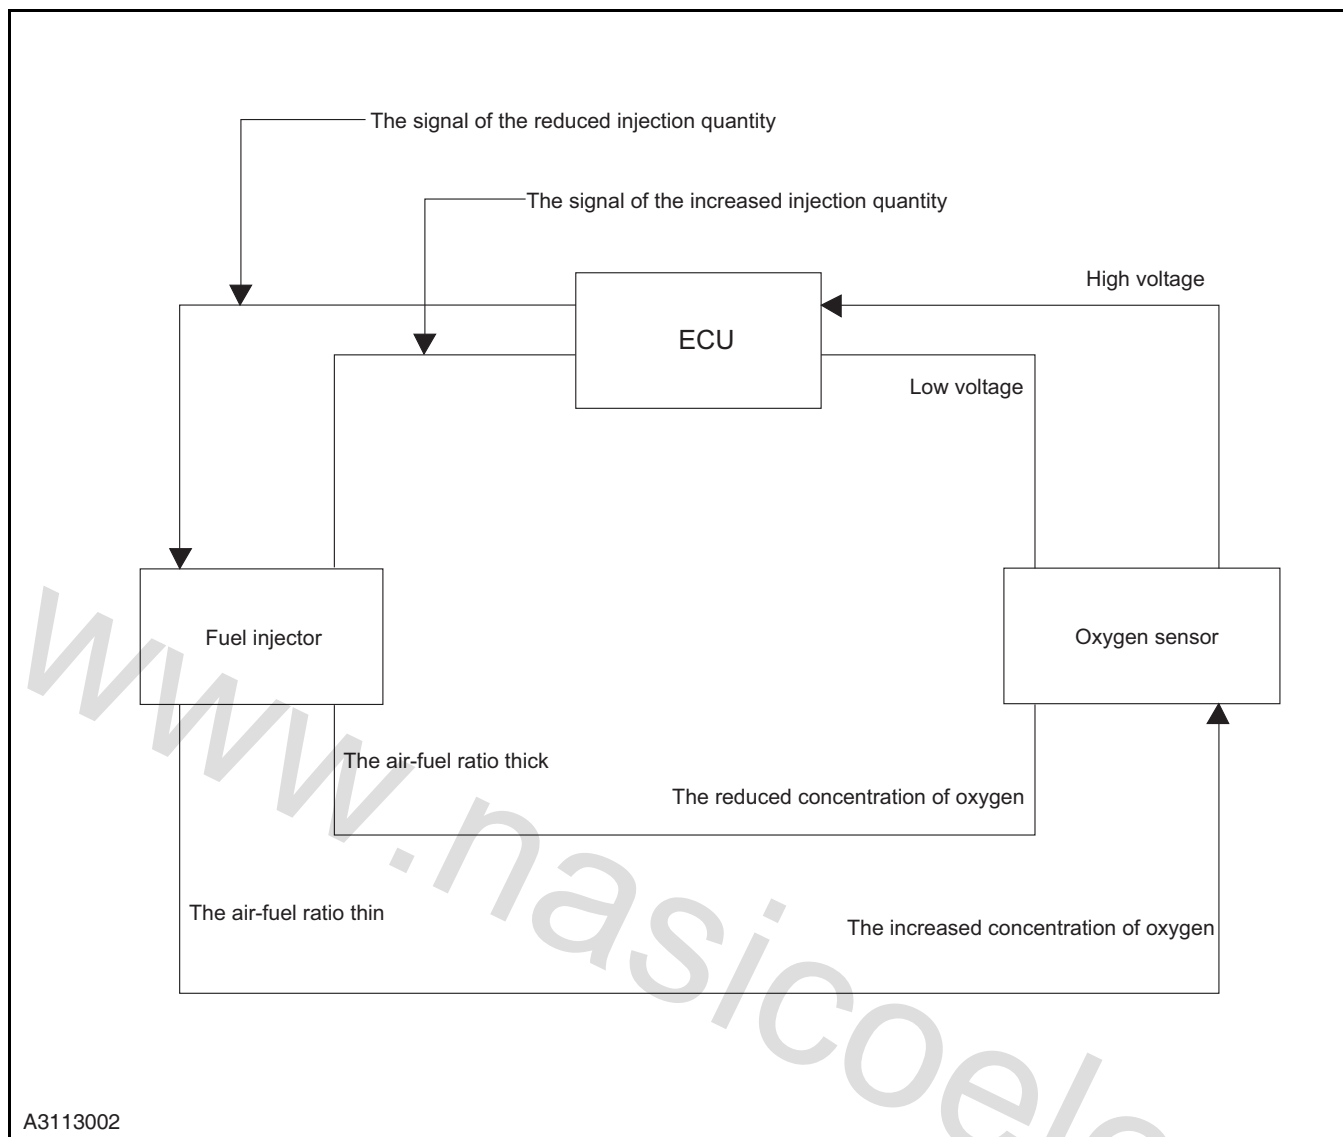 The signal of the reduced injection quantity
The signal of the increased injection quantity
High voltage
ECU
Low voltage
Fuel injector
Oxygen sensor
The air-fuel ratio thick
The reduced concentration of oxygen
The air-fuel ratio thin
The increased concentration of oxygen
www.nasicoele
A3113002